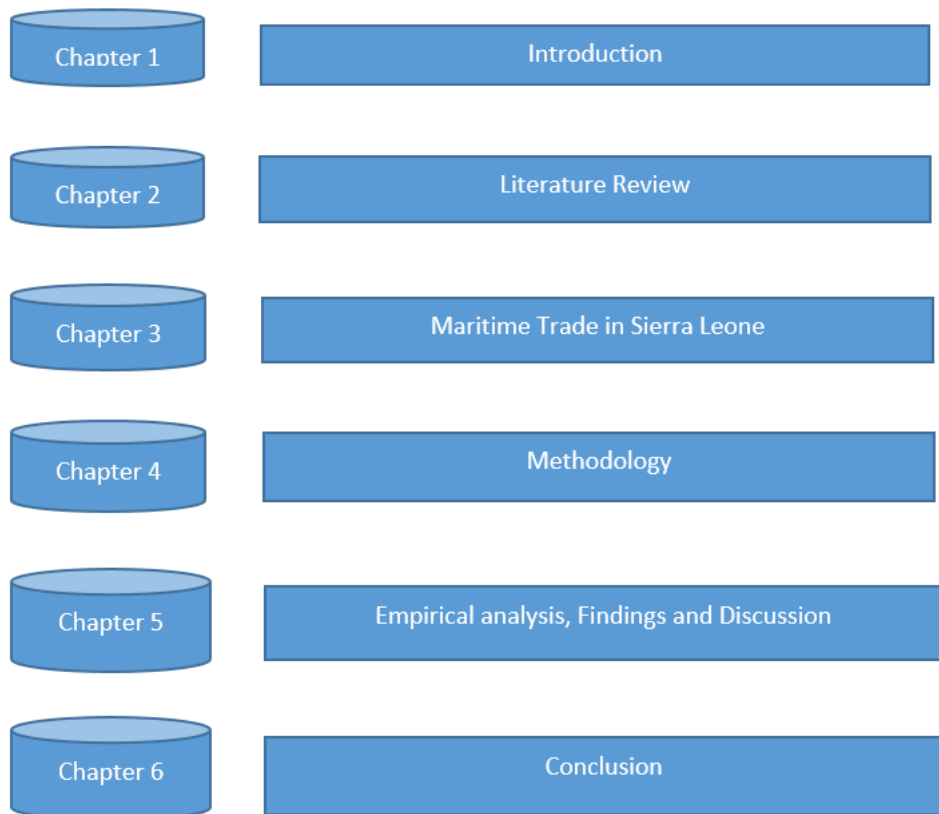 Chapter 1
Introduction
Chapter 2
Literature Review
Chapter 3
Maritime Trade in Sierra Leone
Chapter 4
Methodology
Chapter 5
Empirical analysis, Findings and Discussion
Chapter 6
Conclusion